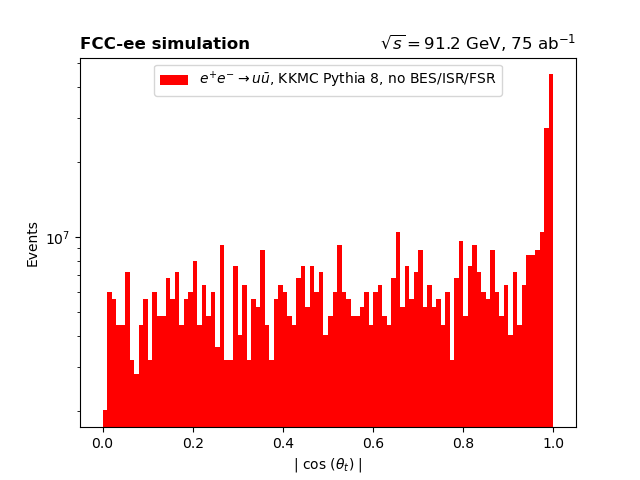 FCC-ee simulation √s = 91.2 GeV, 75 ab⁻¹
e⁺e⁻ → uū, KKMC Pythia 8, no BES/ISR/FSR
10⁷
Events
0.0 0.2 0.4 0.6 0.8 1.0
| cos (θₜ) |